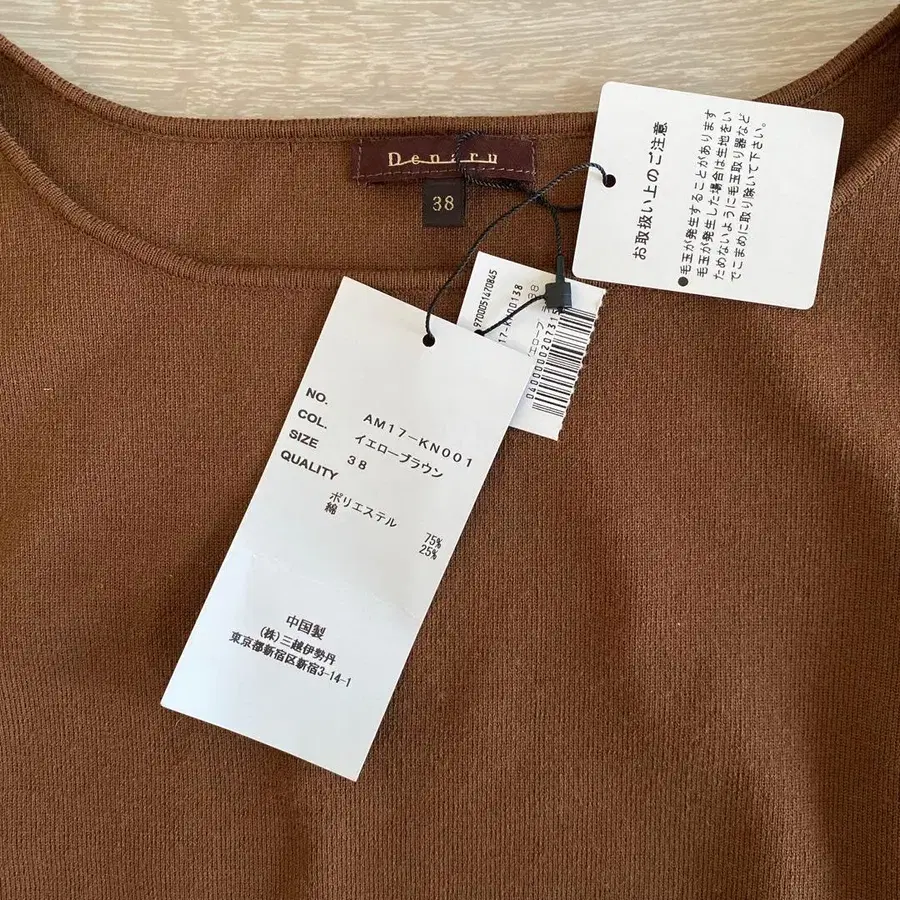 38
お取扱い上のご注意
●毛玉が発生することがあります
毛玉が発生した場合は生地をい
ためないように毛玉取り器など
でこまめに取り除いて下さい。
9700051470845
NO. AM17-KN001
COL. イエローブラウン
SIZE 38
QUALITY
ポリエステル 75%
綿 25%
中国製
(株)三越伊勢丹
東京都新宿区新宿3-14-1